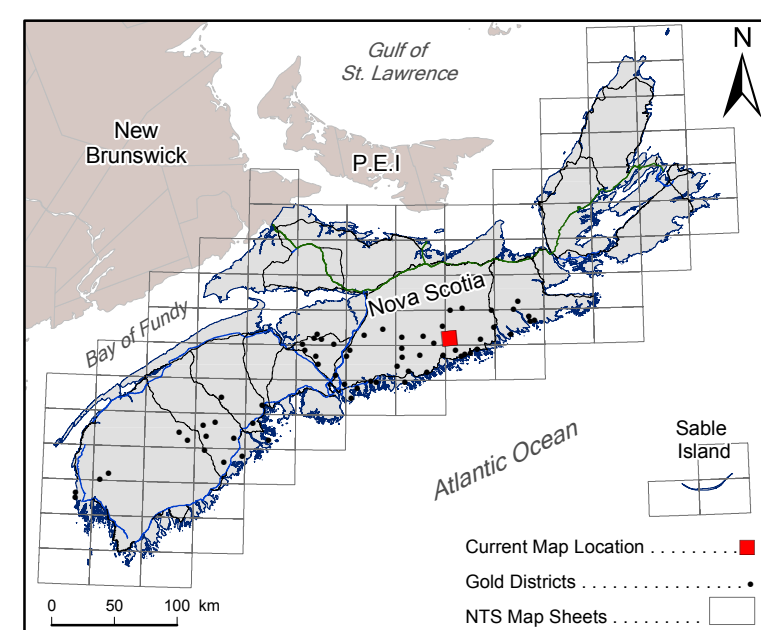 Gulf of
St. Lawrence
N
New
Brunswick
P.E.I
Nova Scotia
Bay of Fundy
Atlantic Ocean
Sable
Island
Current Map Location . . . . . . . . .
Gold Districts . . . . . . . . . . . . . . . .
NTS Map Sheets . . . . . . . . .
0 50 100 km